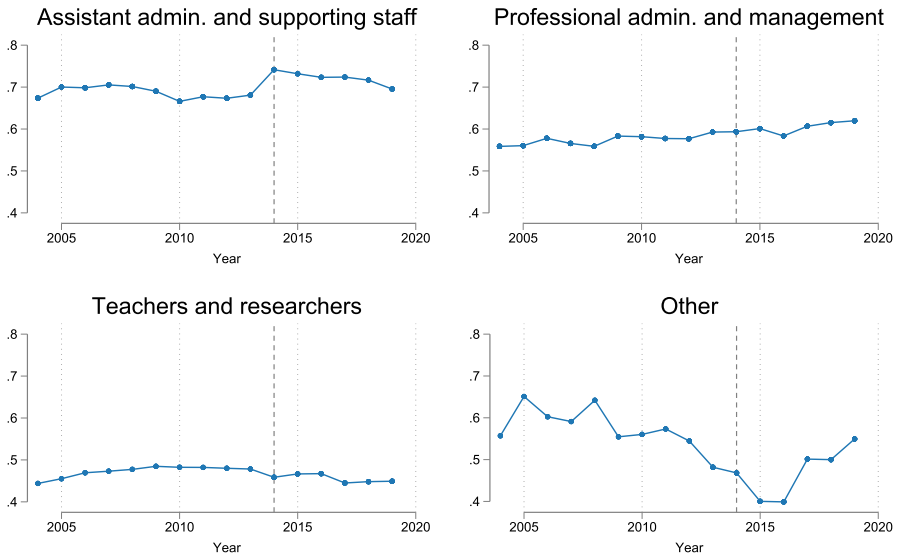 Assistant admin. and supporting staff
.8
.7
.6
.5
.4
2005 2010 2015 2020
Year
Professional admin. and management
.8
.7
.6
.5
.4
2005 2010 2015 2020
Year
Teachers and researchers
.8
.7
.6
.5
.4
2005 2010 2015 2020
Year
Other
.8
.7
.6
.5
.4
2005 2010 2015 2020
Year